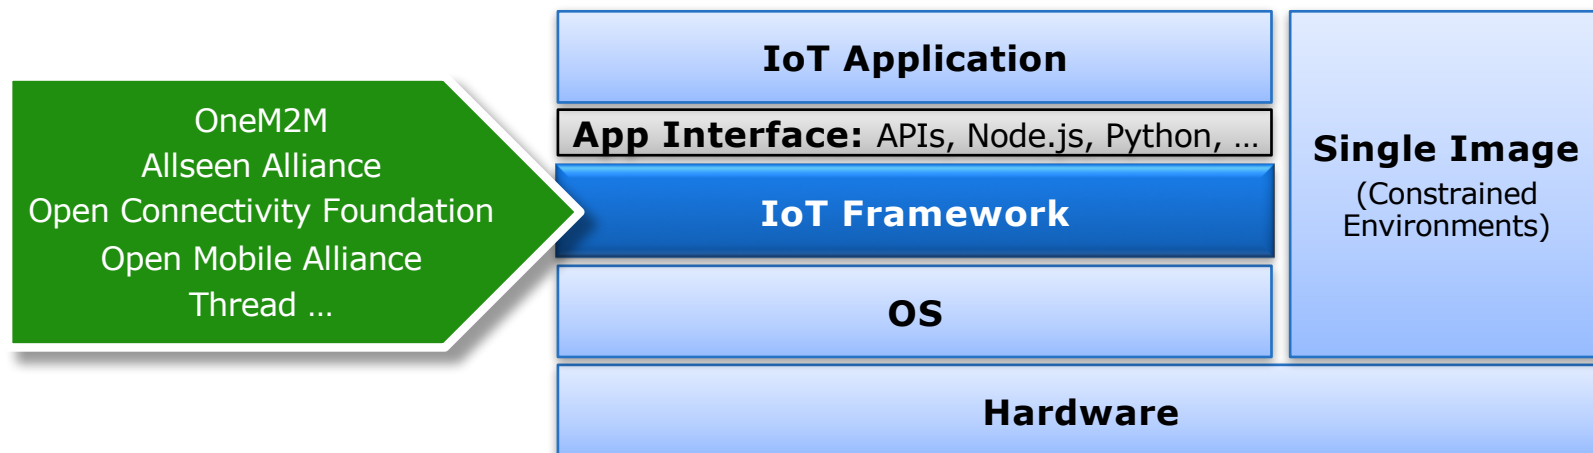 OneM2M
Allseen Alliance
Open Connectivity Foundation
Open Mobile Alliance
Thread …
IoT Application
App Interface: APIs, Node.js, Python, …
IoT Framework
OS
Single Image
(Constrained
Environments)
Hardware